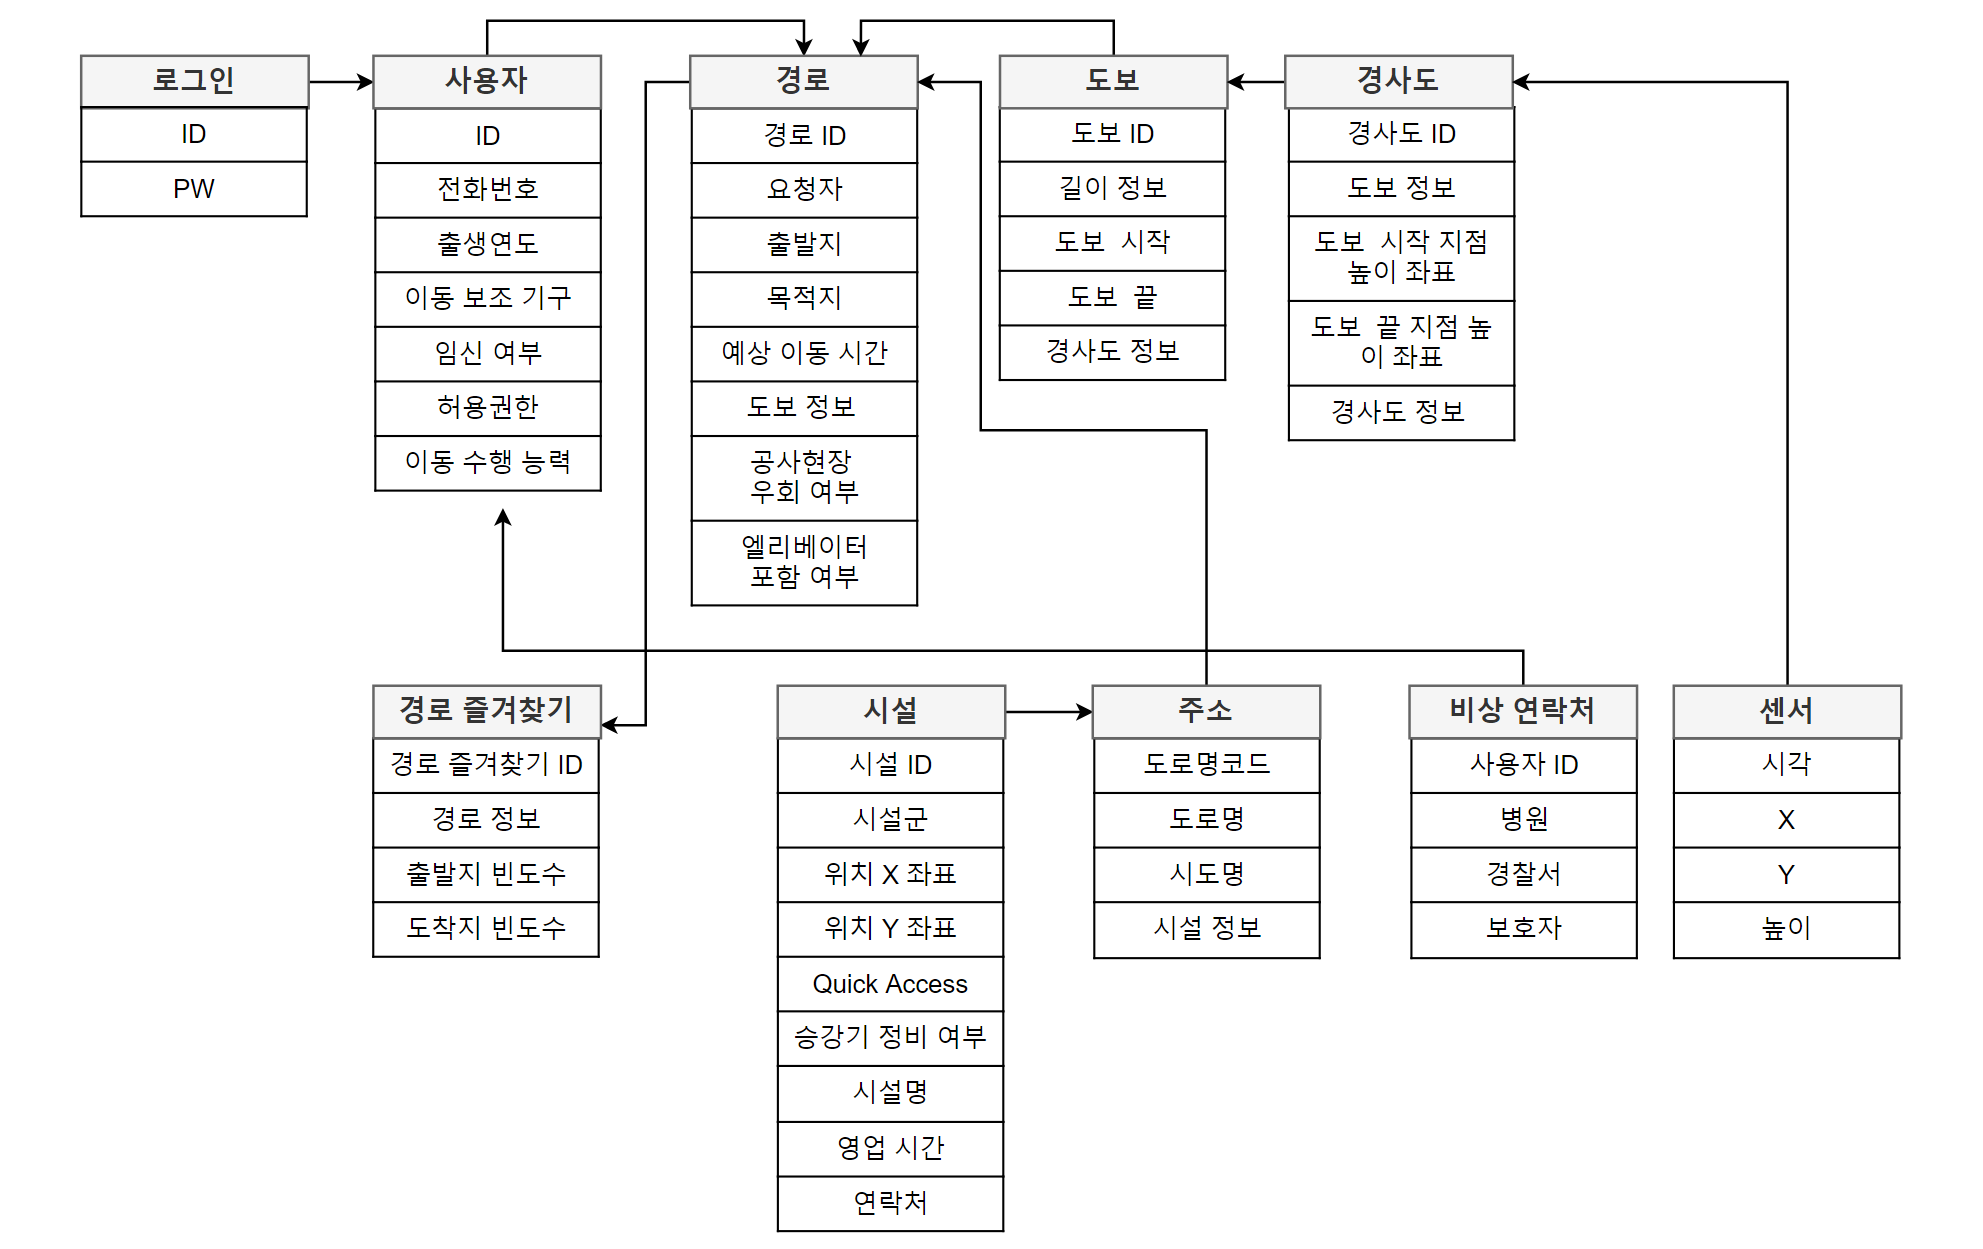 로그인
ID
PW
사용자
ID
전화번호
출생연도
이동 보조 기구
임신 여부
허용권한
이동 수행 능력
경로
경로 ID
요청자
출발지
목적지
예상 이동 시간
도보 정보
공사현장
우회 여부
엘리베이터
포함 여부
도보
도보 ID
길이 정보
도보 시작
도보 끝
경사도 정보
경사도
경사도 ID
도보 정보
도보 시작 지점
높이 좌표
도보 끝 지점 높
이 좌표
경사도 정보
경로 즐겨찾기
경로 즐겨찾기 ID
경로 정보
출발지 빈도수
도착지 빈도수
시설
시설 ID
시설군
위치 X 좌표
위치 Y 좌표
Quick Access
승강기 정비 여부
시설명
영업 시간
연락처
주소
도로명코드
도로명
시도명
시설 정보
비상 연락처
사용자 ID
병원
경찰서
보호자
센서
시각
X
Y
높이